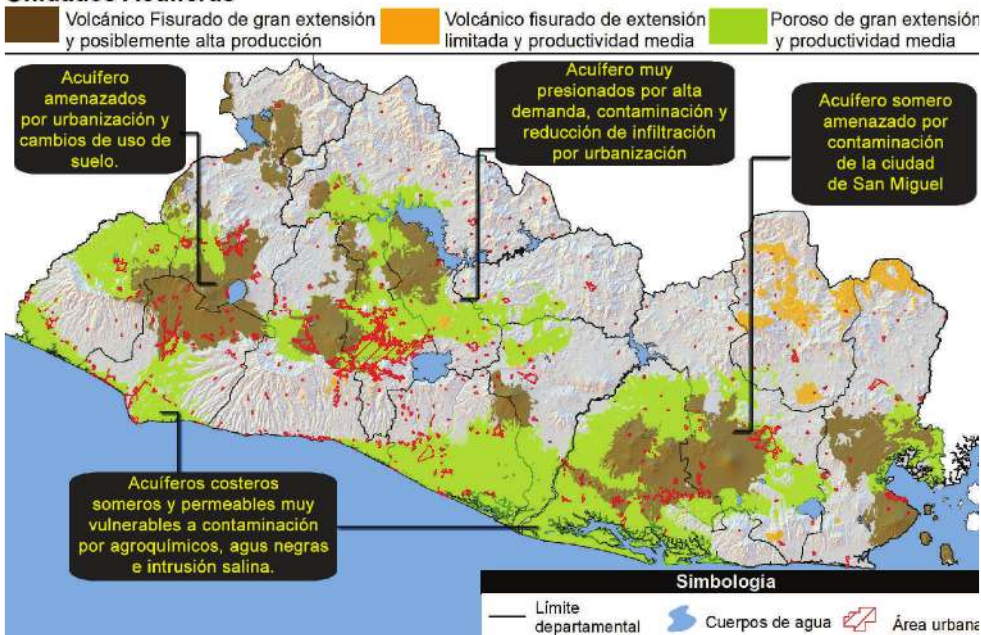 Volcánico Fisurado de gran extensión
y posiblemente alta producción
Volcánico fisurado de extensión
limitada y productividad media
Poroso de gran extensión
y productividad media
Acuífero
amenazados
por urbanización y
cambios de uso de
suelo.
Acuífero muy
presionados por alta
demanda, contaminación y
reducción de infiltración
por urbanización
Acuífero somero
amenazado por
contaminación
de la ciudad
de San Miguel
Acuíferos costeros
someros y permeables muy
vulnerables a contaminación
por agroquímicos, agus negras
e intrusión salina.
Simbología
Límite
departamental
Cuerpos de agua
Área urbana